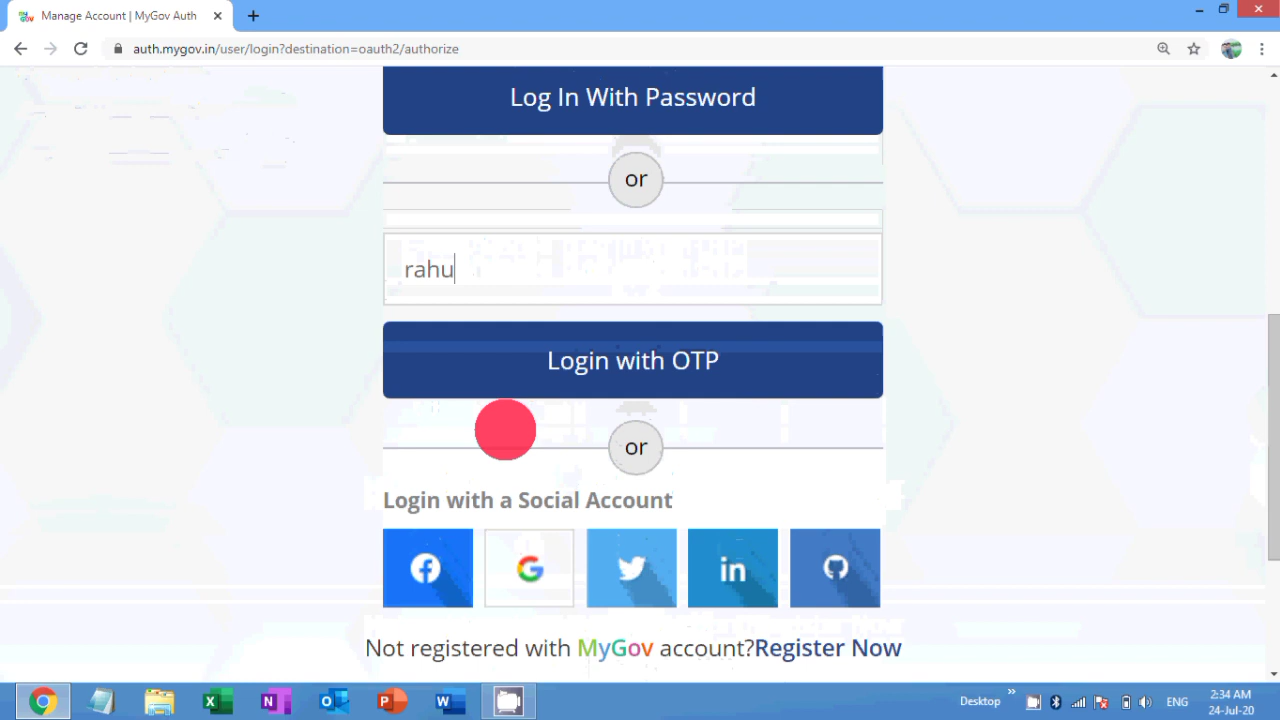 Manage Account | MyGov Auth
auth.mygov.in/user/login?destination=oauth2/authorize
Log In With Password
or
rahu
Login with OTP
or
Login with a Social Account
Not registered with MyGov account?Register Now
Desktop
ENG
2:34 AM
24-Jul-20